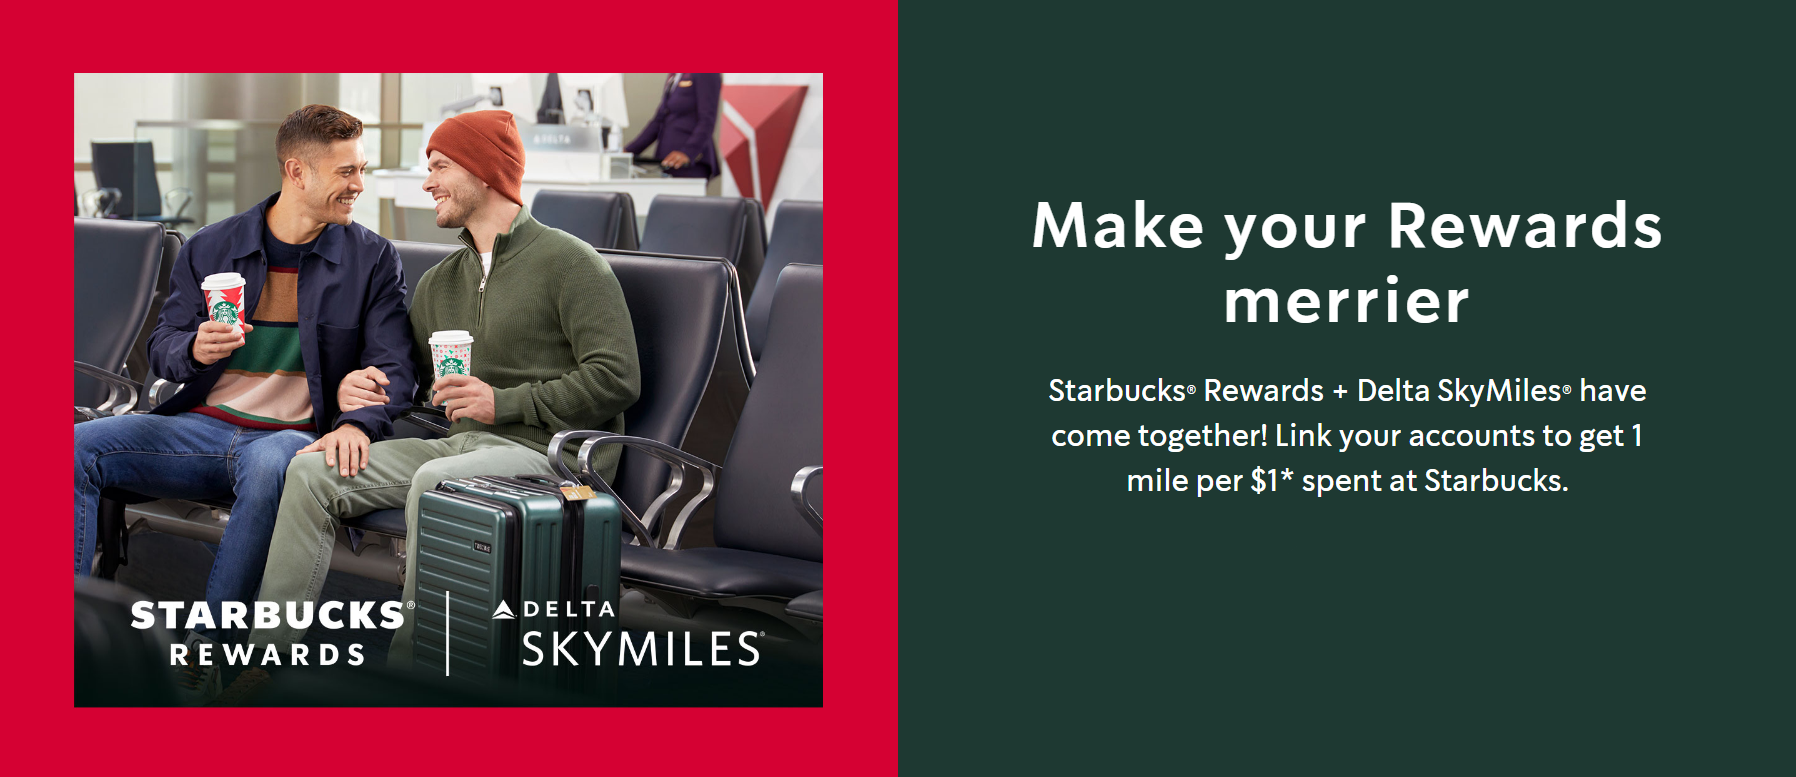 DELTA
STARBUCKS®
REWARDS
DELTA
SKYMILES®
Make your Rewards
merrier
Starbucks® Rewards + Delta SkyMiles® have
come together! Link your accounts to get 1
mile per $1* spent at Starbucks.